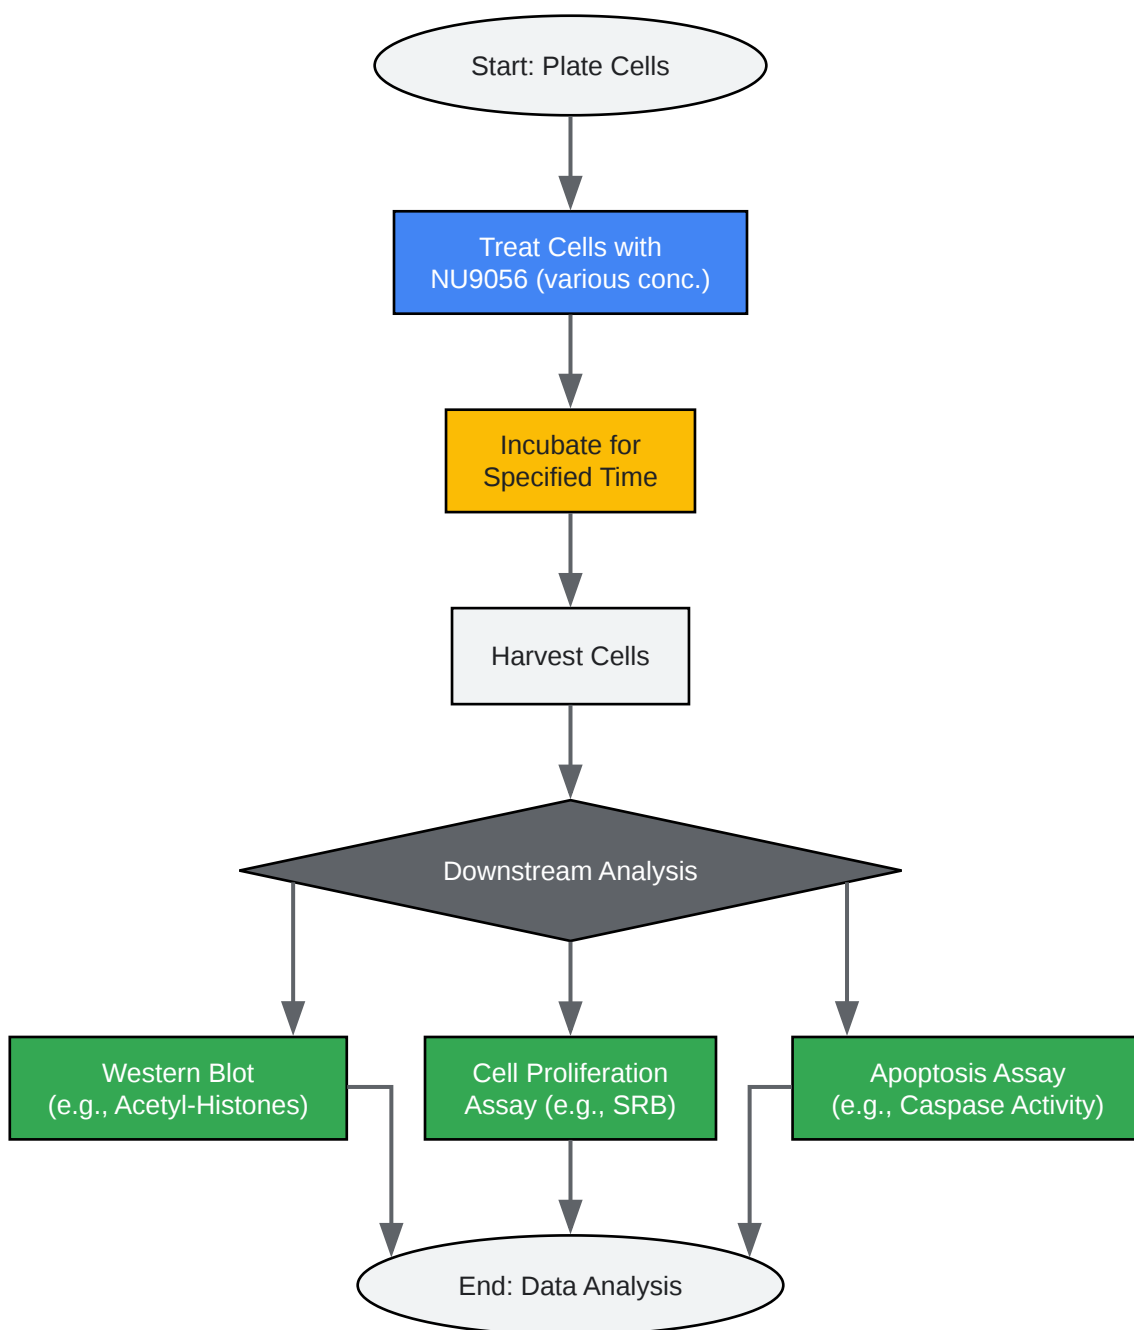 Start: Plate Cells
Treat Cells with
NU9056 (various conc.)
Incubate for
Specified Time
Harvest Cells
Downstream Analysis
Western Blot
(e.g., Acetyl-Histones)
Cell Proliferation
Assay (e.g., SRB)
Apoptosis Assay
(e.g., Caspase Activity)
End: Data Analysis